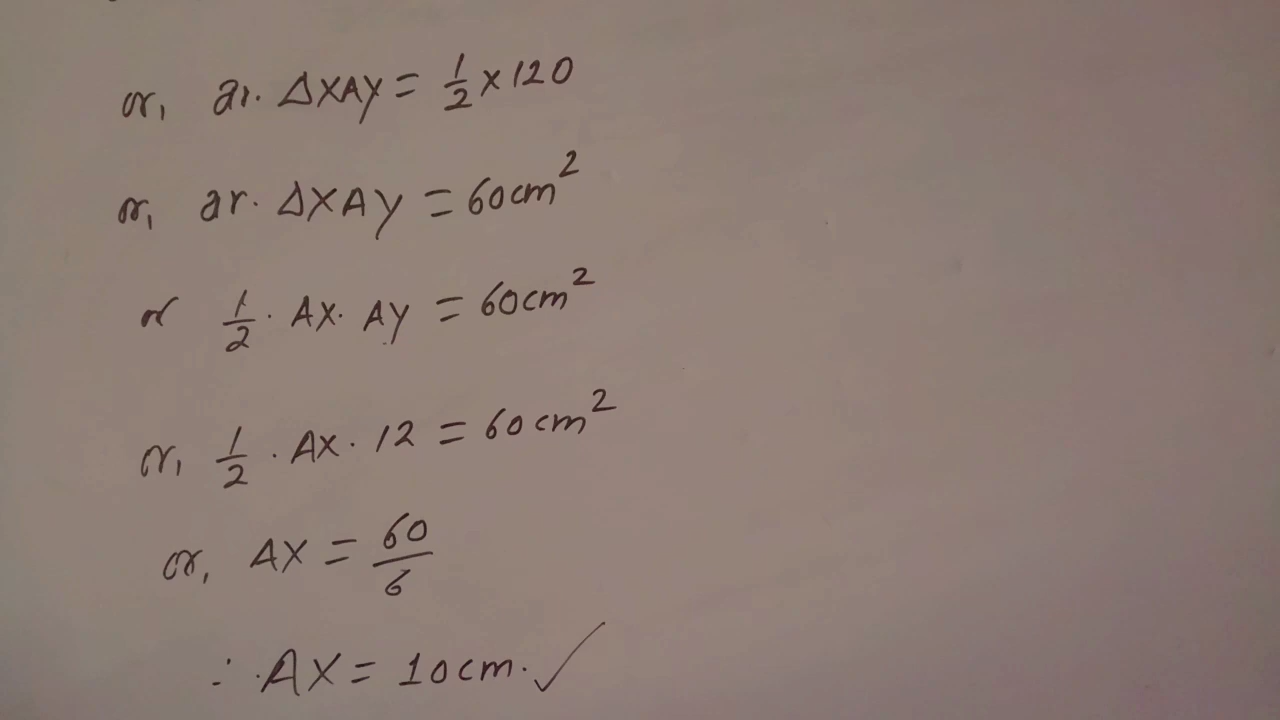 or, ar. ΔXAY = 1/2 × 120
or, ar. ΔXAY = 60cm²
or 1/2 . AX. AY = 60cm²
or, 1/2 . AX. 12 = 60cm²
or, AX = 60/6
∴ AX = 10cm. ✓